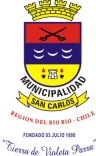 MUNICIPALIDAD
SAN CARLOS
REGION DEL BIO BIO - CHILE
FUNDADO 03 JULIO 1800
"Tierra de Violeta Parra"